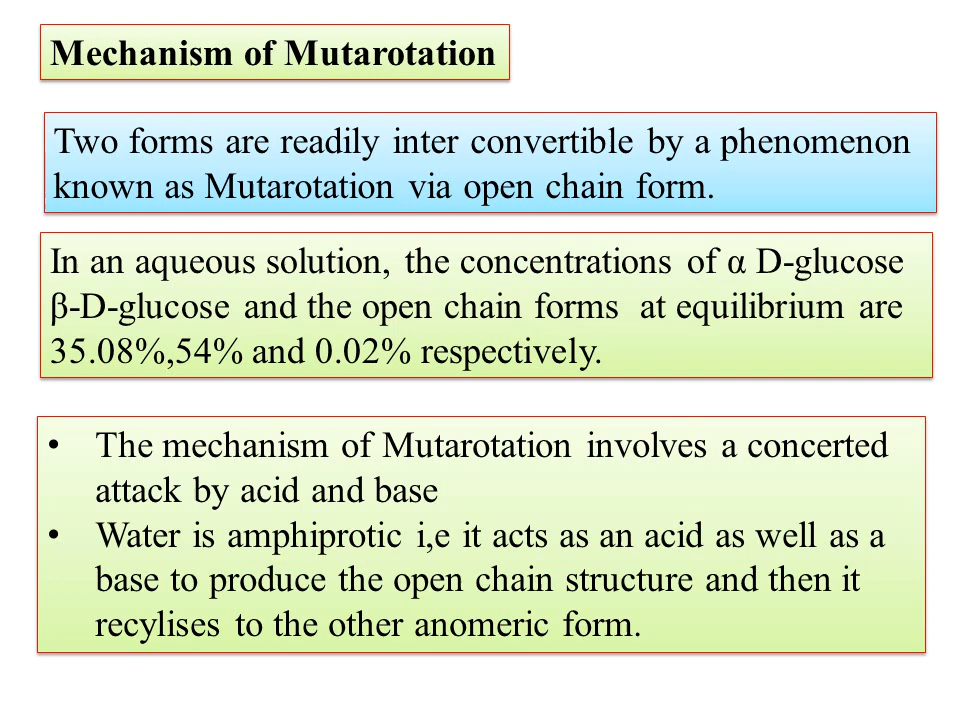 Mechanism of Mutarotation
Two forms are readily inter convertible by a phenomenon
known as Mutarotation via open chain form.
In an aqueous solution, the concentrations of α D-glucose
β-D-glucose and the open chain forms  at equilibrium are
35.08%,54% and 0.02% respectively.
• The mechanism of Mutarotation involves a concerted
attack by acid and base
• Water is amphiprotic i,e it acts as an acid as well as a
base to produce the open chain structure and then it
recylises to the other anomeric form.